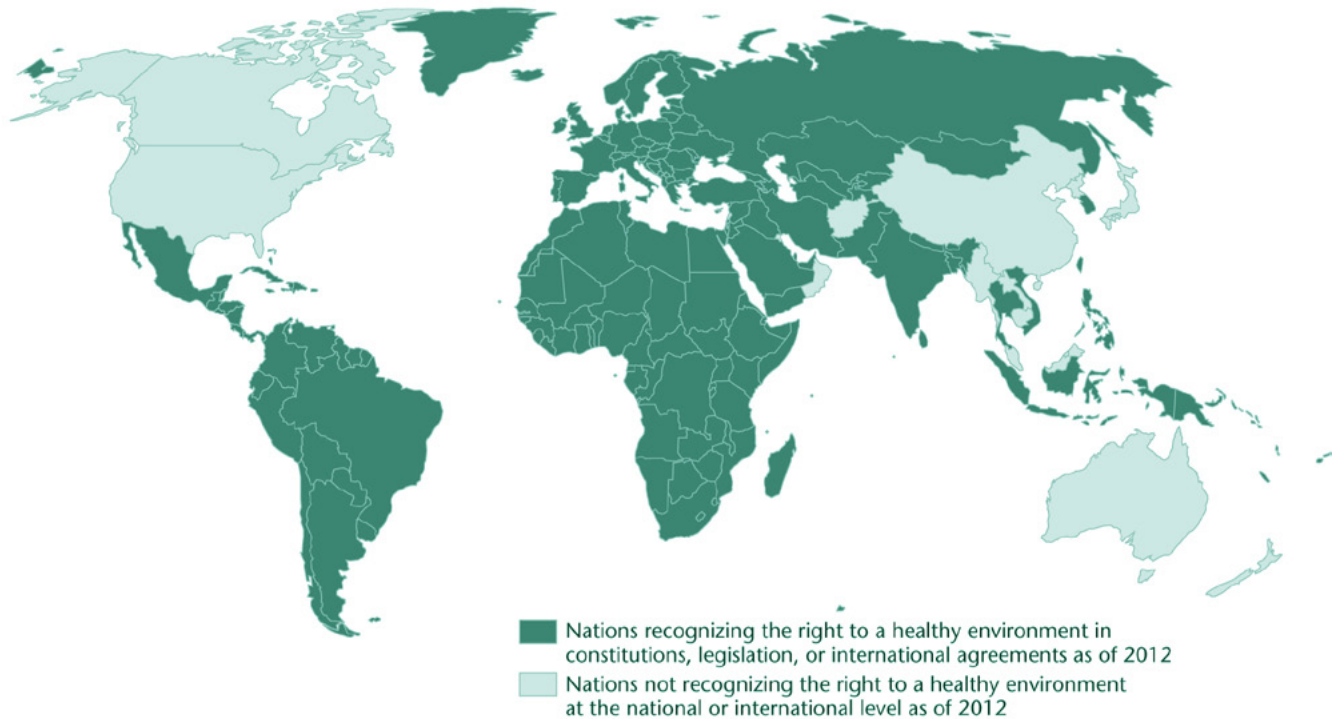 Nations recognizing the right to a healthy environment in
constitutions, legislation, or international agreements as of 2012
Nations not recognizing the right to a healthy environment
at the national or international level as of 2012